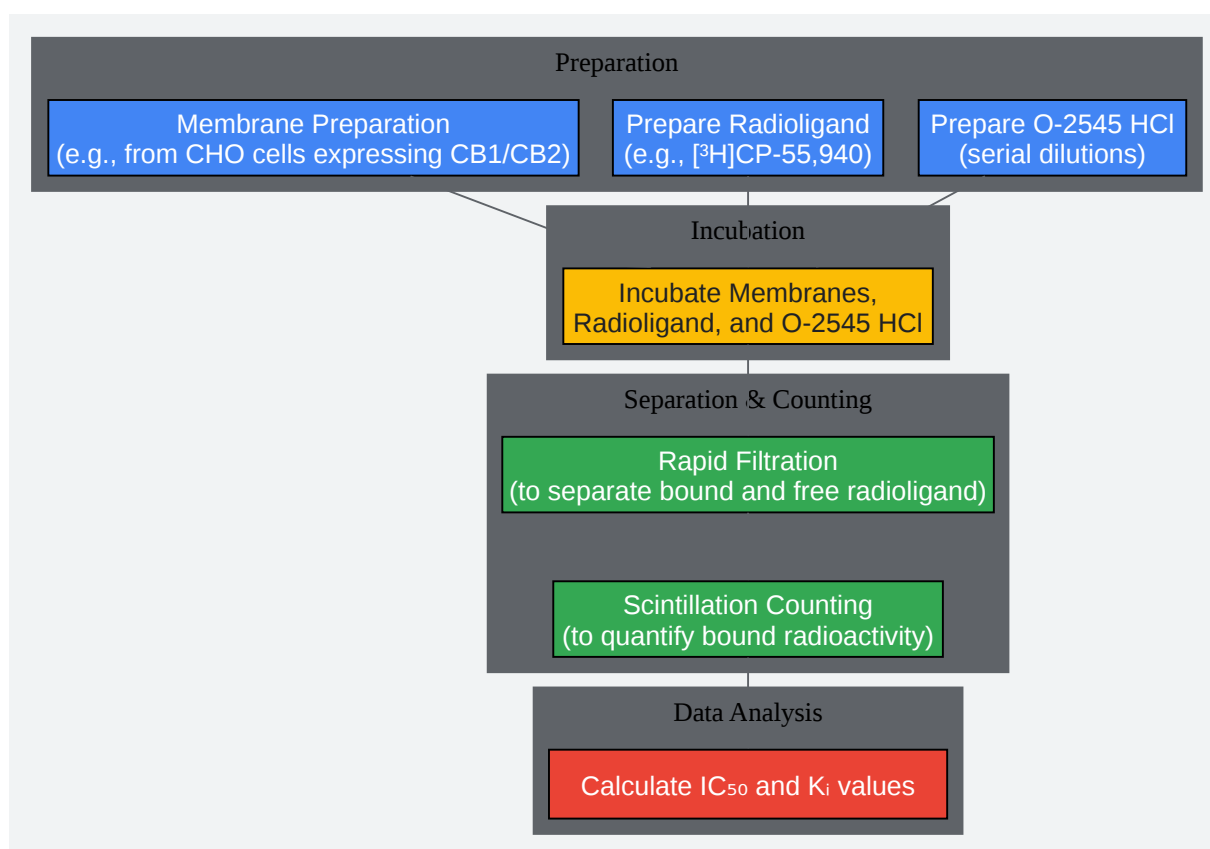 Preparation
Membrane Preparation
(e.g., from CHO cells expressing CB1/CB2)
Prepare Radioligand
(e.g., [³H]CP-55,940)
Prepare O-2545 HCl
(serial dilutions)
Incubation
Incubate Membranes,
Radioligand, and O-2545 HCl
Separation & Counting
Rapid Filtration
(to separate bound and free radioligand)
Scintillation Counting
(to quantify bound radioactivity)
Data Analysis
Calculate IC₅₀ and Kᵢ values